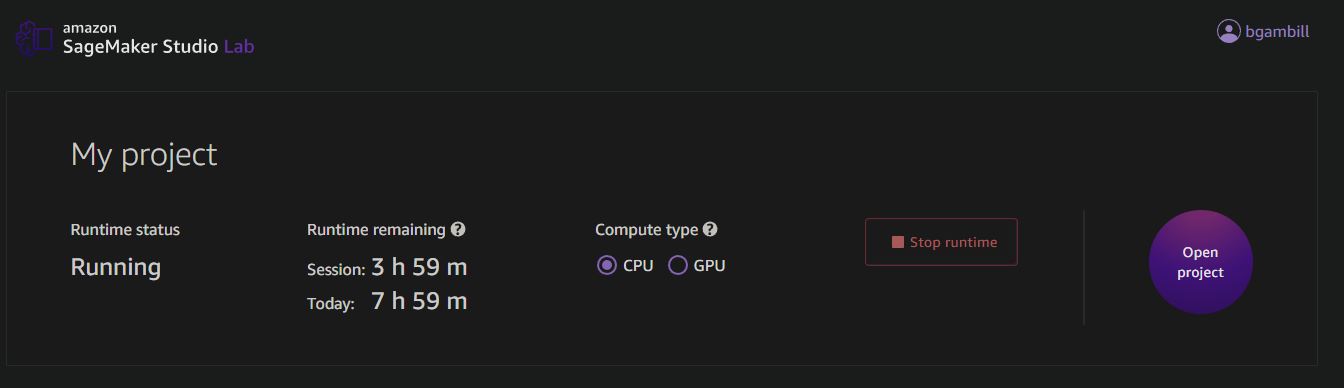 amazon
SageMaker Studio Lab
bgambill
My project
Runtime status
Running
Runtime remaining ?
Session: 3 h 59 m
Today: 7 h 59 m
Compute type ?
CPU GPU
Stop runtime
Open
project